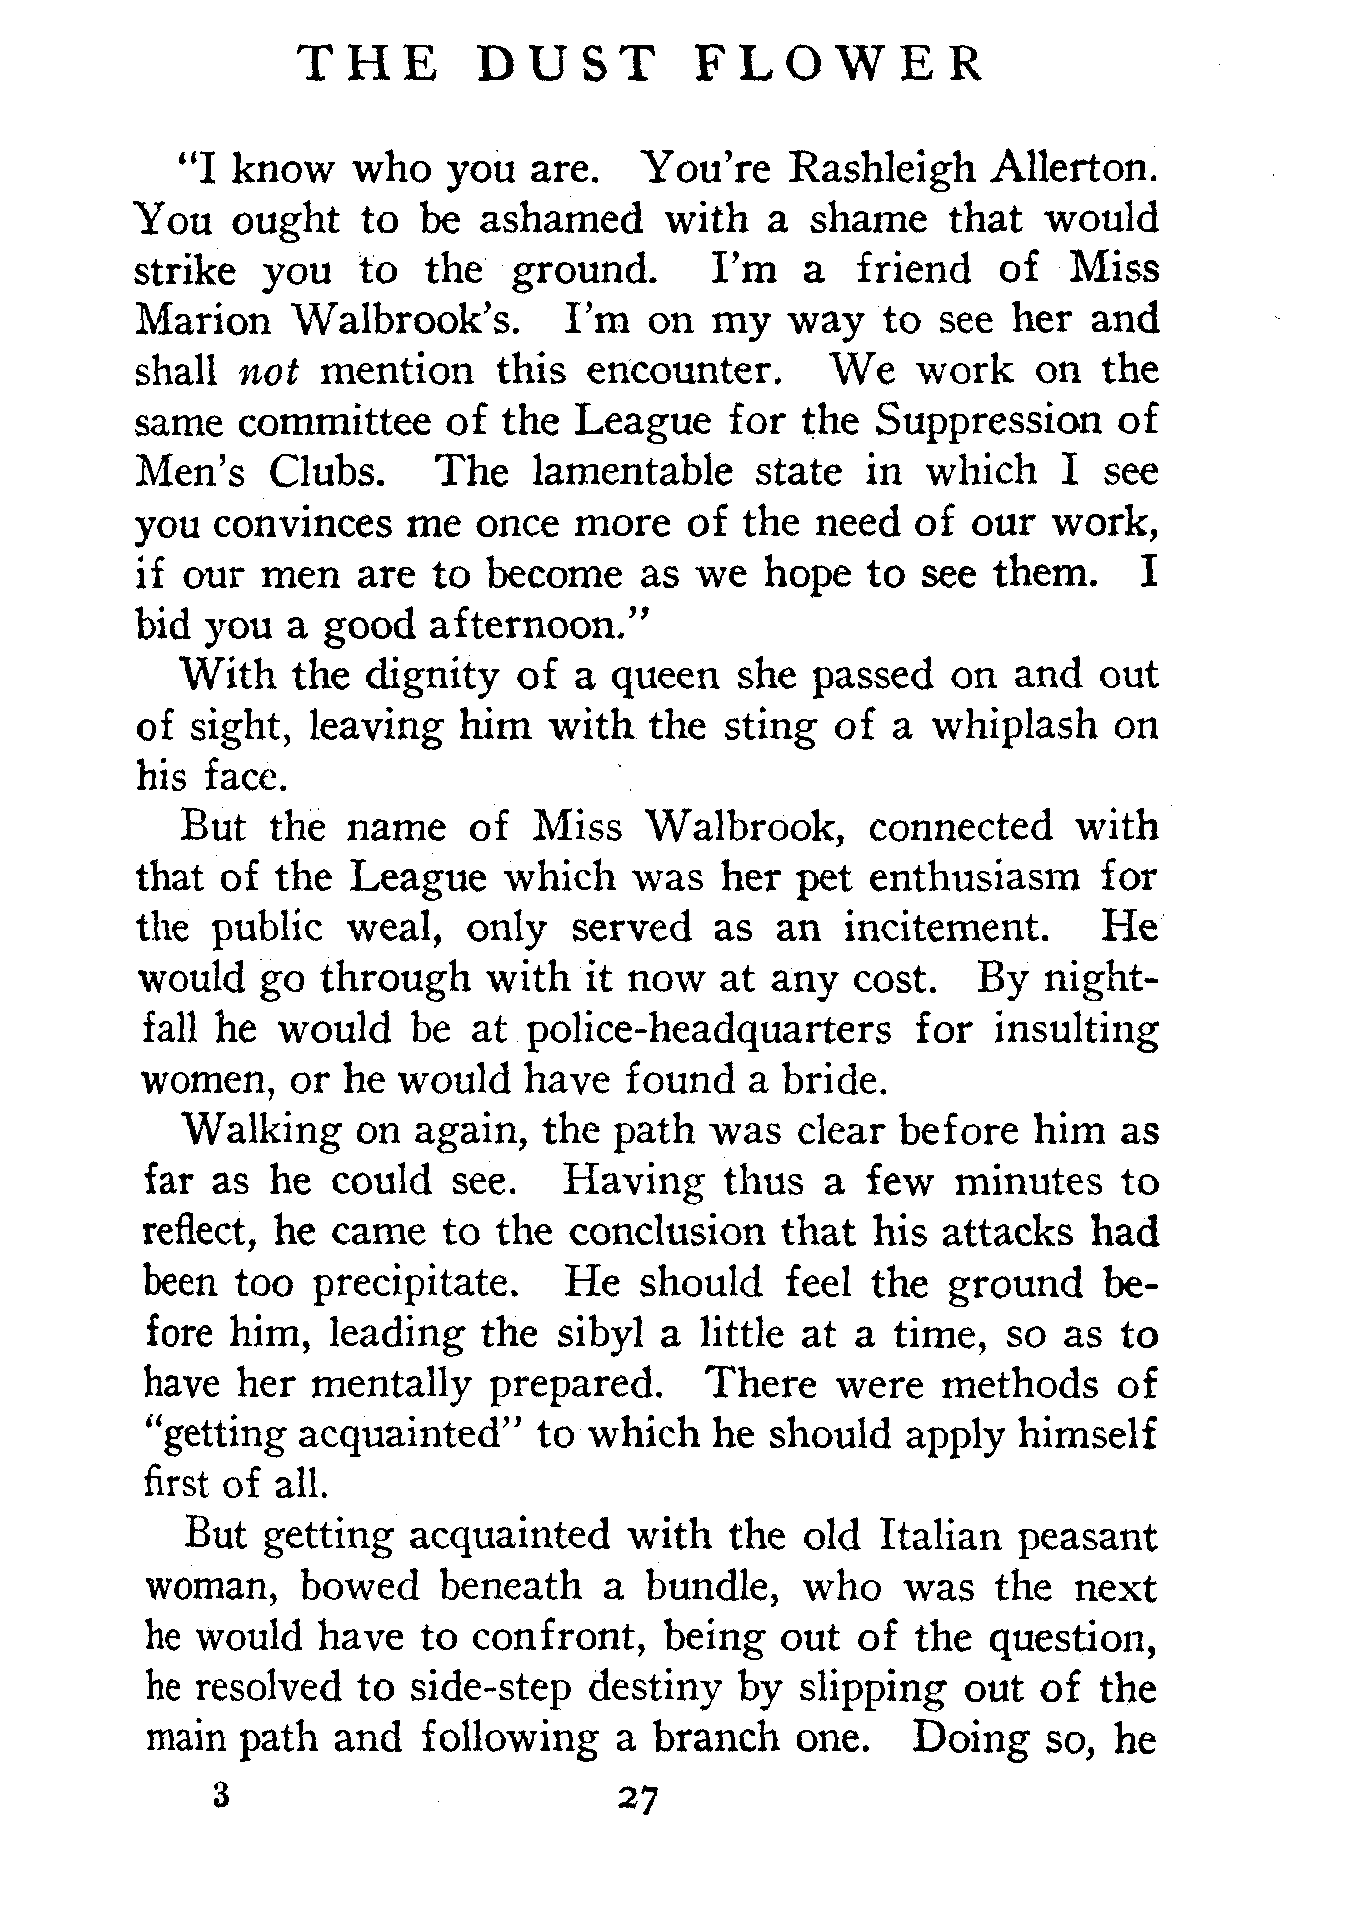 THE DUST FLOWER
“I know who you are. You’re Rashleigh Allerton.
You ought to be ashamed with a shame that would
strike you to the ground. I’m a friend of Miss
Marion Walbrook’s. I’m on my way to see her and
shall not mention this encounter. We work on the
same committee of the League for the Suppression of
Men’s Clubs. The lamentable state in which I see
you convinces me once more of the need of our work,
if our men are to become as we hope to see them. I
bid you a good afternoon.”
With the dignity of a queen she passed on and out
of sight, leaving him with the sting of a whiplash on
his face.
But the name of Miss Walbrook, connected with
that of the League which was her pet enthusiasm for
the public weal, only served as an incitement. He
would go through with it now at any cost. By night-
fall he would be at police-headquarters for insulting
women, or he would have found a bride.
Walking on again, the path was clear before him as
far as he could see. Having thus a few minutes to
reflect, he came to the conclusion that his attacks had
been too precipitate. He should feel the ground be-
fore him, leading the sibyl a little at a time, so as to
have her mentally prepared. There were methods of
“getting acquainted” to which he should apply himself
first of all.
But getting acquainted with the old Italian peasant
woman, bowed beneath a bundle, who was the next
he would have to confront, being out of the question,
he resolved to side-step destiny by slipping out of the
main path and following a branch one. Doing so, he
3 27